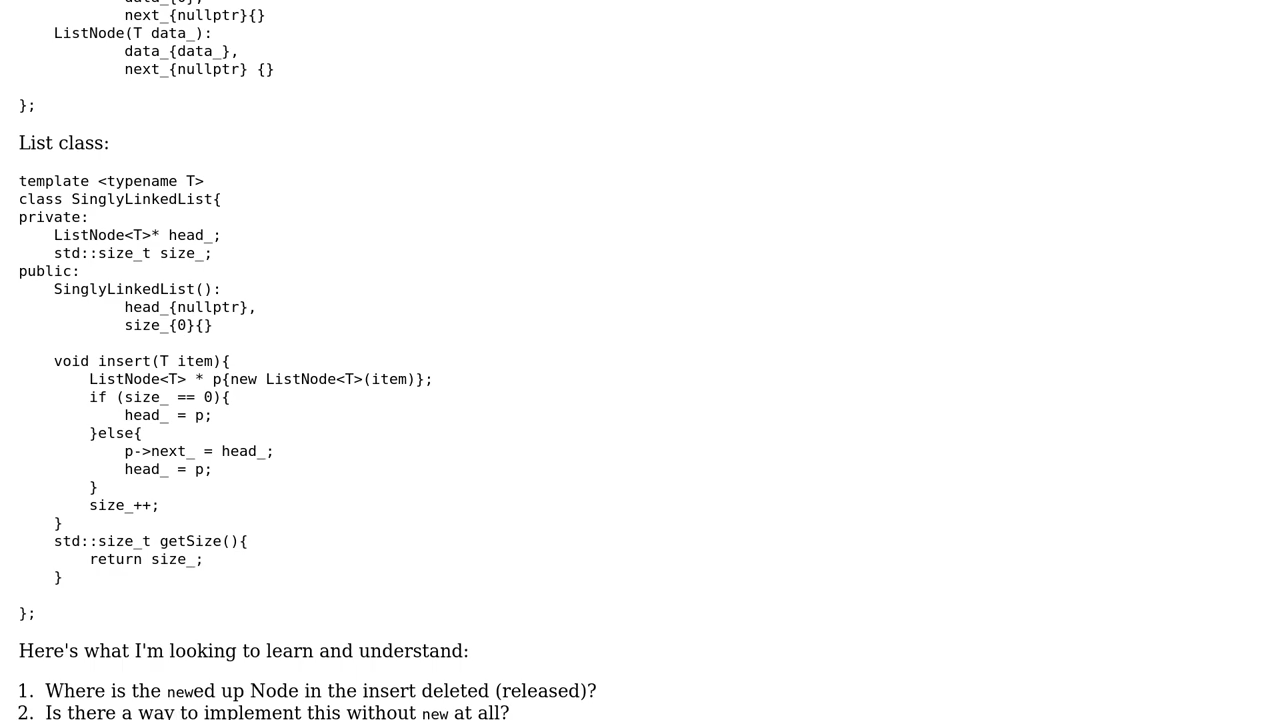 data_{0},
next_{nullptr}{}
ListNode(T data_):
data_{data_},
next_{nullptr} {}
};
List class:
template <typename T>
class SinglyLinkedList{
private:
ListNode<T>* head_;
std::size_t size_;
public:
SinglyLinkedList():
head_{nullptr},
size_{0}{}
void insert(T item){
ListNode<T> * p{new ListNode<T>(item)};
if (size_ == 0){
head_ = p;
}else{
p->next_ = head_;
head_ = p;
}
size_++;
}
std::size_t getSize(){
return size_;
}
};
Here's what I'm looking to learn and understand:
1. Where is the newed up Node in the insert deleted (released)?
2. Is there a way to implement this without new at all?